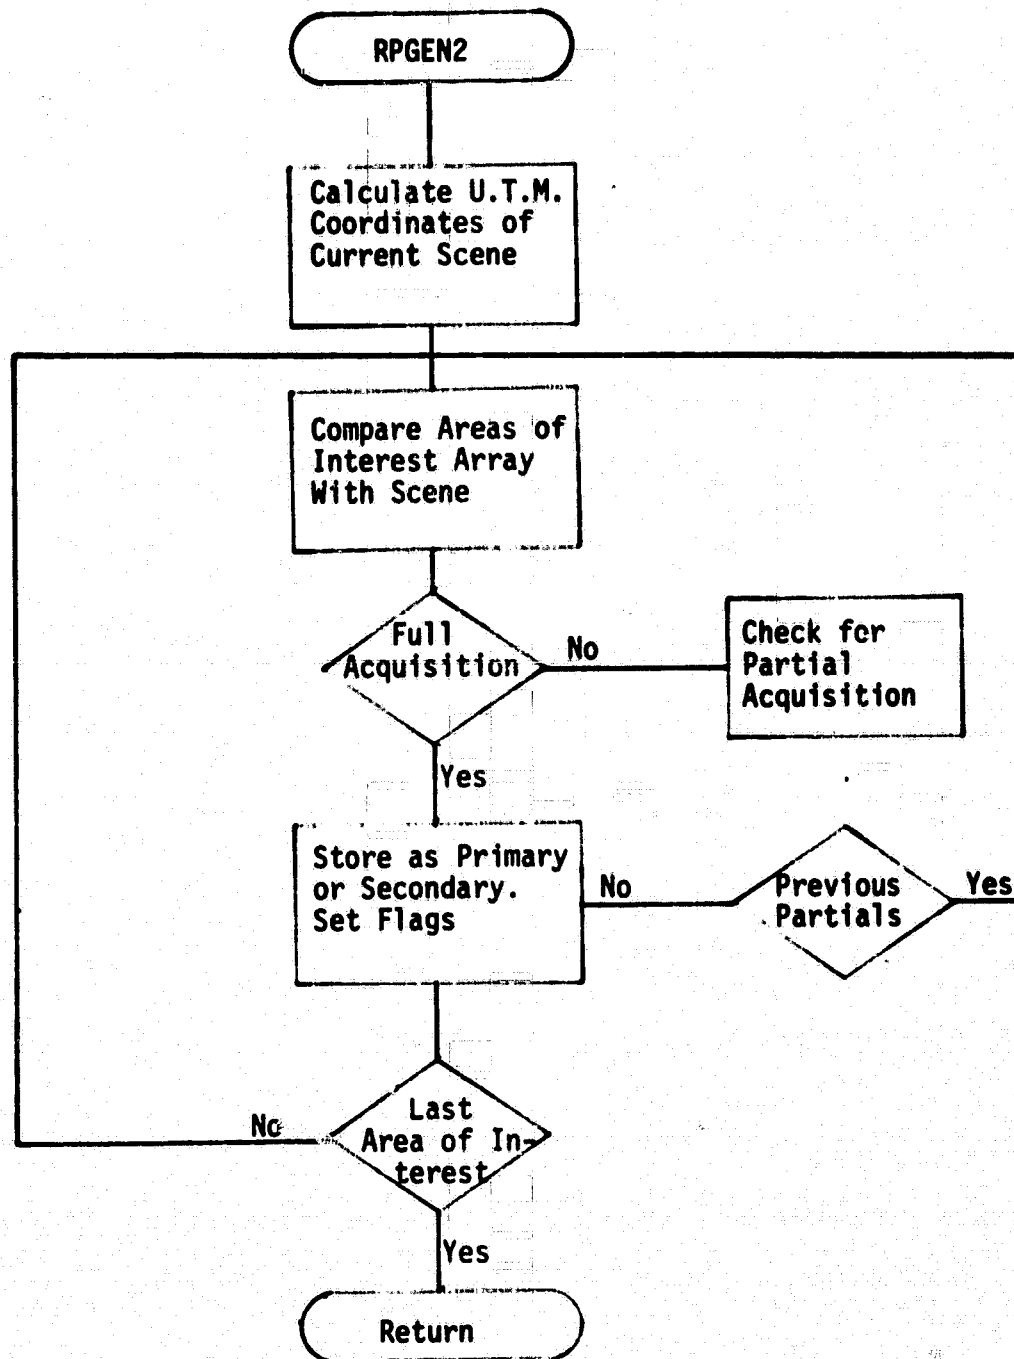 RPGEN2
Calculate U.T.M.
Coordinates of
Current Scene
Compare Areas of
Interest Array
With Scene
Full
Acquisition
No
Check for
Partial
Acquisition
Yes
Store as Primary
or Secondary.
Set Flags
No
Previous
Partials
Yes
Last
Area of In-
terest
No
Yes
Return